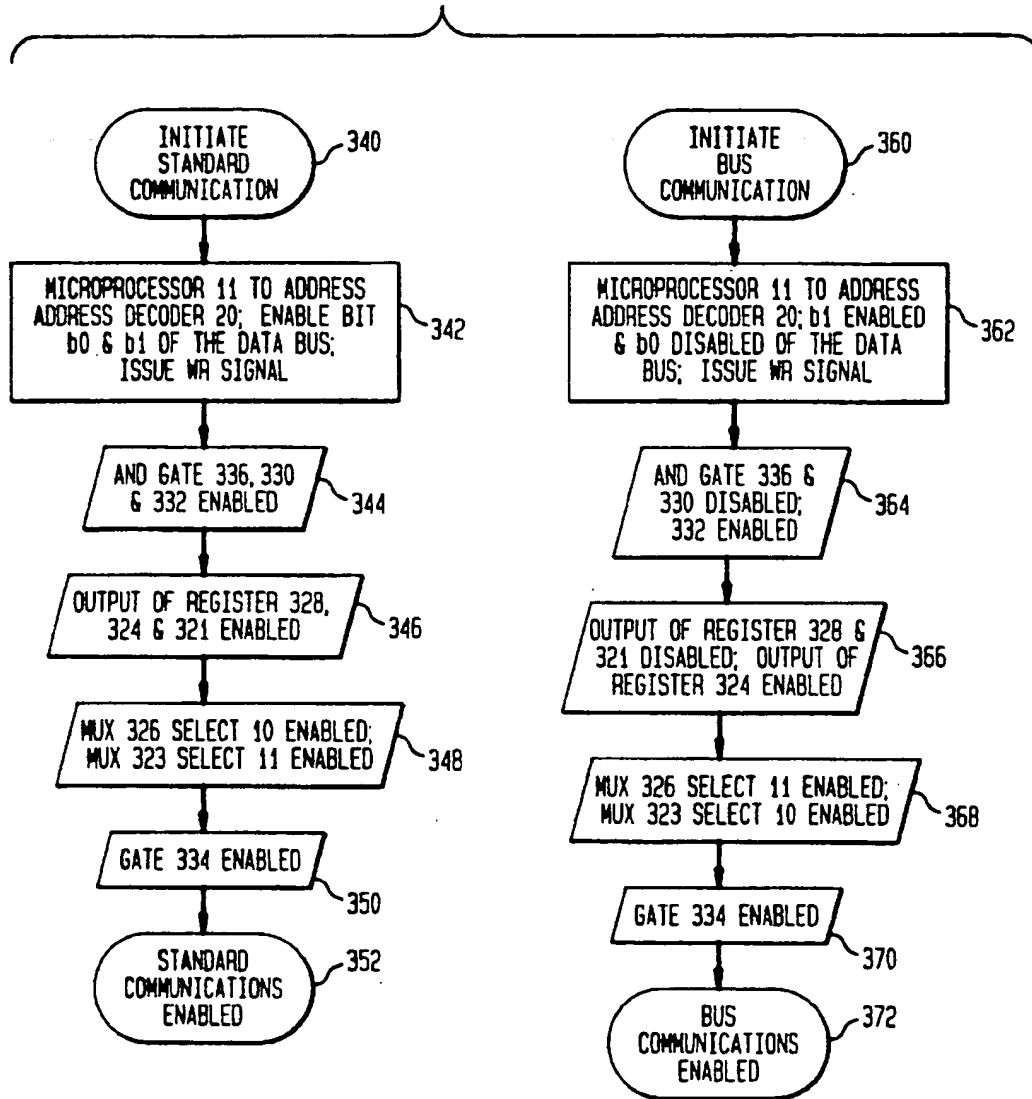 INITIATE
STANDARD
COMMUNICATION
340
MICROPROCESSOR 11 TO ADDRESS
ADDRESS DECODER 20; ENABLE BIT
b0 & b1 OF THE DATA BUS;
ISSUE WR SIGNAL
342
AND GATE 336, 330
& 332 ENABLED
344
OUTPUT OF REGISTER 328,
324 & 321 ENABLED
346
MUX 326 SELECT 10 ENABLED;
MUX 323 SELECT 11 ENABLED
348
GATE 334 ENABLED
350
STANDARD
COMMUNICATIONS
ENABLED
352
INITIATE
BUS
COMMUNICATION
360
MICROPROCESSOR 11 TO ADDRESS
ADDRESS DECODER 20; b1 ENABLED
& b0 DISABLED OF THE DATA
BUS; ISSUE WR SIGNAL
362
AND GATE 336 &
330 DISABLED;
332 ENABLED
364
OUTPUT OF REGISTER 328 &
321 DISABLED; OUTPUT OF
REGISTER 324 ENABLED
366
MUX 326 SELECT 11 ENABLED;
MUX 323 SELECT 10 ENABLED
368
GATE 334 ENABLED
370
BUS
COMMUNICATIONS
ENABLED
372